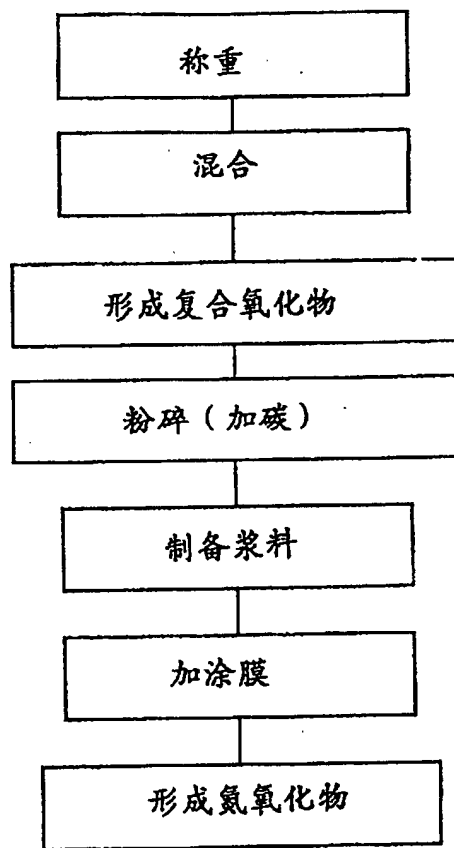 称重
混合
形成复合氧化物
粉碎（加碳）
制备浆料
加涂膜
形成氮氧化物